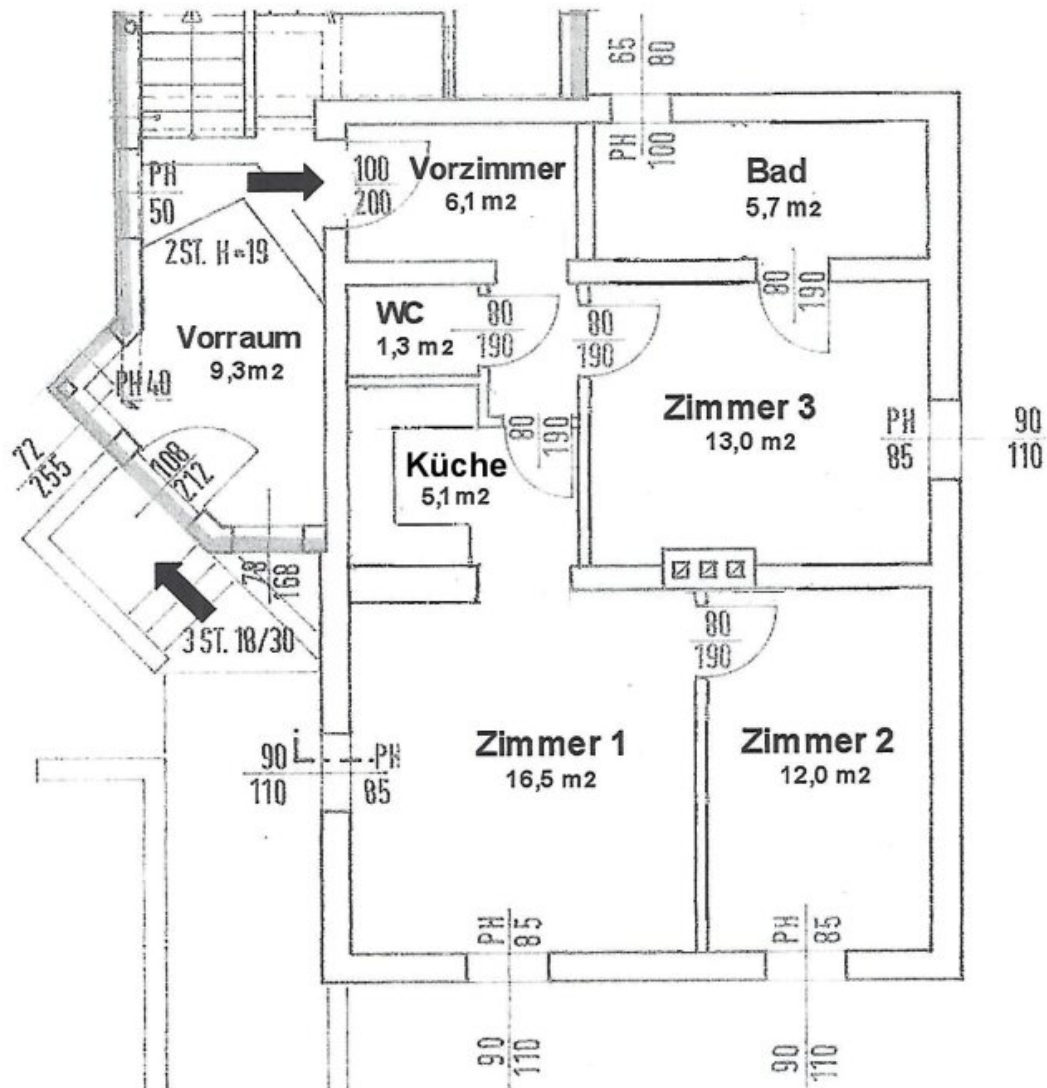 65
80
PH
100
Vorzimmer
6,1 m2
Bad
5,7 m2
100
200
PH
50
2ST. H=19
80
190
WC
1,3 m2
80
190
80
190
Vorraum
9,3m2
PH 40
Zimmer 3
13,0 m2
PH
85
90
110
72
255
108
212
80
190
Küche
5,1 m2
78
168
3 ST. 18/30
80
190
Zimmer 1
16,5 m2
Zimmer 2
12,0 m2
90
110
PH
85
PH
85
PH
85
90
110
90
110